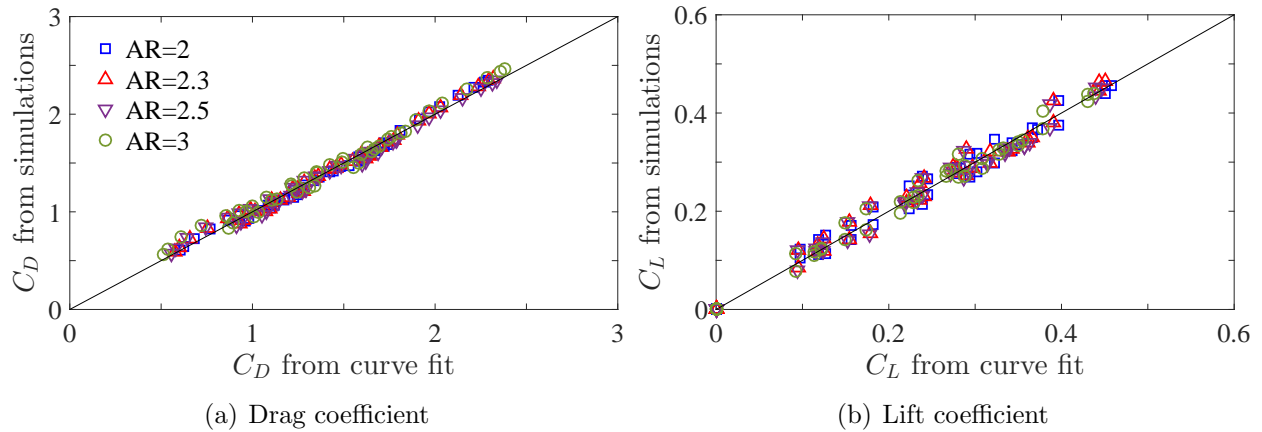 3
2
1
0
C_D from simulations
AR=2
AR=2.3
AR=2.5
AR=3
0 1 2 3
C_D from curve fit
(a) Drag coefficient
0.6
0.4
0.2
0
C_L from simulations
0 0.2 0.4 0.6
C_L from curve fit
(b) Lift coefficient